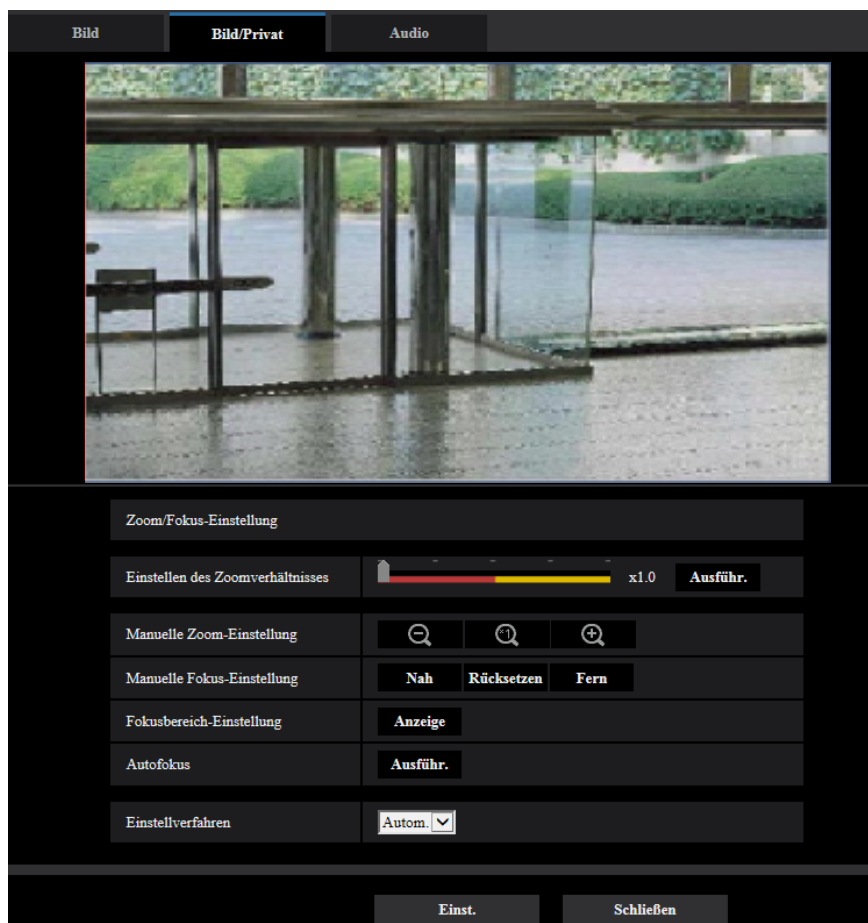 Bild Bild/Privat Audio
Zoom/Fokus-Einstellung
Einstellen des Zoomverhältnisses x1.0 Ausführ.
Manuelle Zoom-Einstellung ×1
Manuelle Fokus-Einstellung Nah Rücksetzen Fern
Fokusbereich-Einstellung Anzeige
Autofokus Ausführ.
Einstellverfahren Autom.
Einst. Schließen